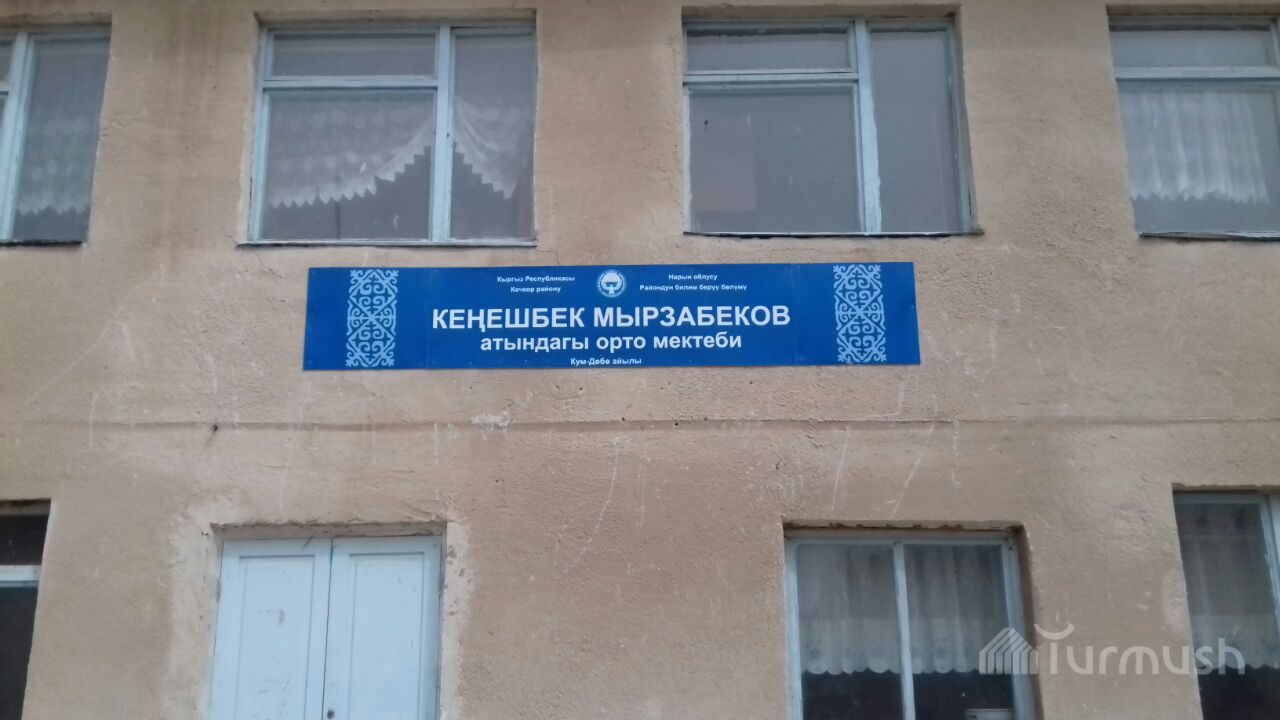 Кыргыз Республикасы
Кочкор району
Нарын облусу
Райондун билим берүү бөлүмү
КЕҢЕШБЕК МЫРЗАБЕКОВ
атындагы орто мектеби
Кум-Дөбө айылы
Turmush